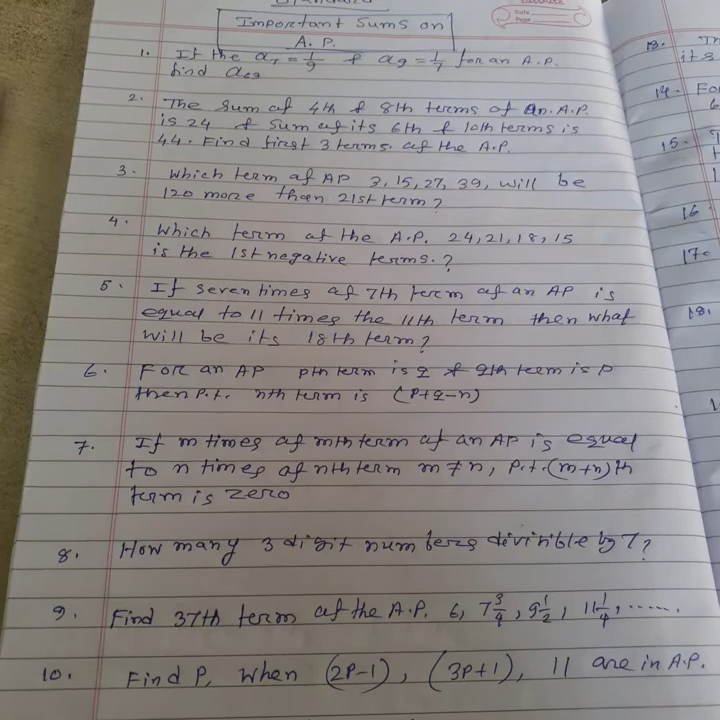 Important Sums on
A.P.
1. If the a₇ = 1/9 & a₉ = 1/7 for an A.P.
find a₆₃
2. The sum of 4th & 8th terms of an A.P.
is 24 & sum of its 6th & 10th terms is
44. Find first 3 terms of the A.P.
3. Which term of AP 3, 15, 27, 39, will be
120 more than 21st term?
4. Which term of the A.P. 24, 21, 18, 15
is the 1st negative terms.?
5. If seven times of 7th term of an AP is
equal to 11 times the 11th term then what
will be its 18th term?
6. For an AP pth term is q & qth term is p
then P.t. nth term is (p+q-n)
7. If m times of mth term of an AP is equal
to n times of nth term m ≠ n, P.t. (m+n)th
term is zero
8. How many 3 digit numbers divisible by 7?
9. Find 37th term of the A.P. 6, 7 3/4, 9 1/2, 11 1/4, ......
10. Find P, when (2P-1), (3P+1), 11 are in A.P.
13.
14. Fo
15.
16
17.
18.